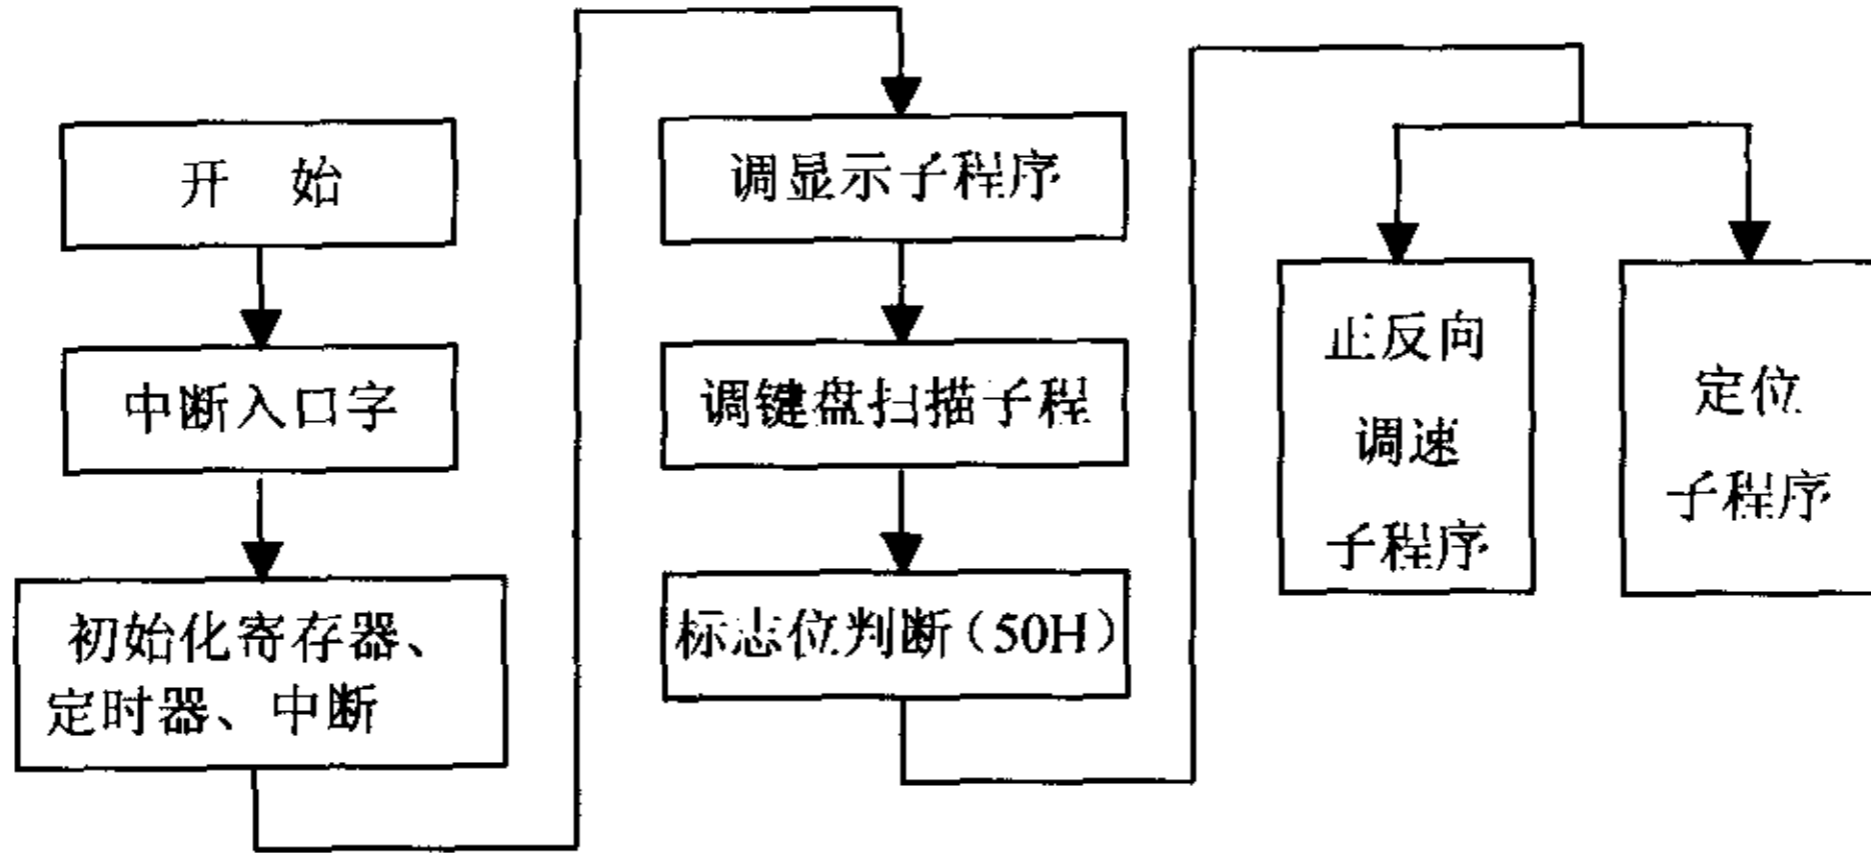 开 始
中断入口字
初始化寄存器、
定时器、中断
调显示子程序
调键盘扫描子程
标志位判断（50H）
正反向
调速
子程序
定位
子程序